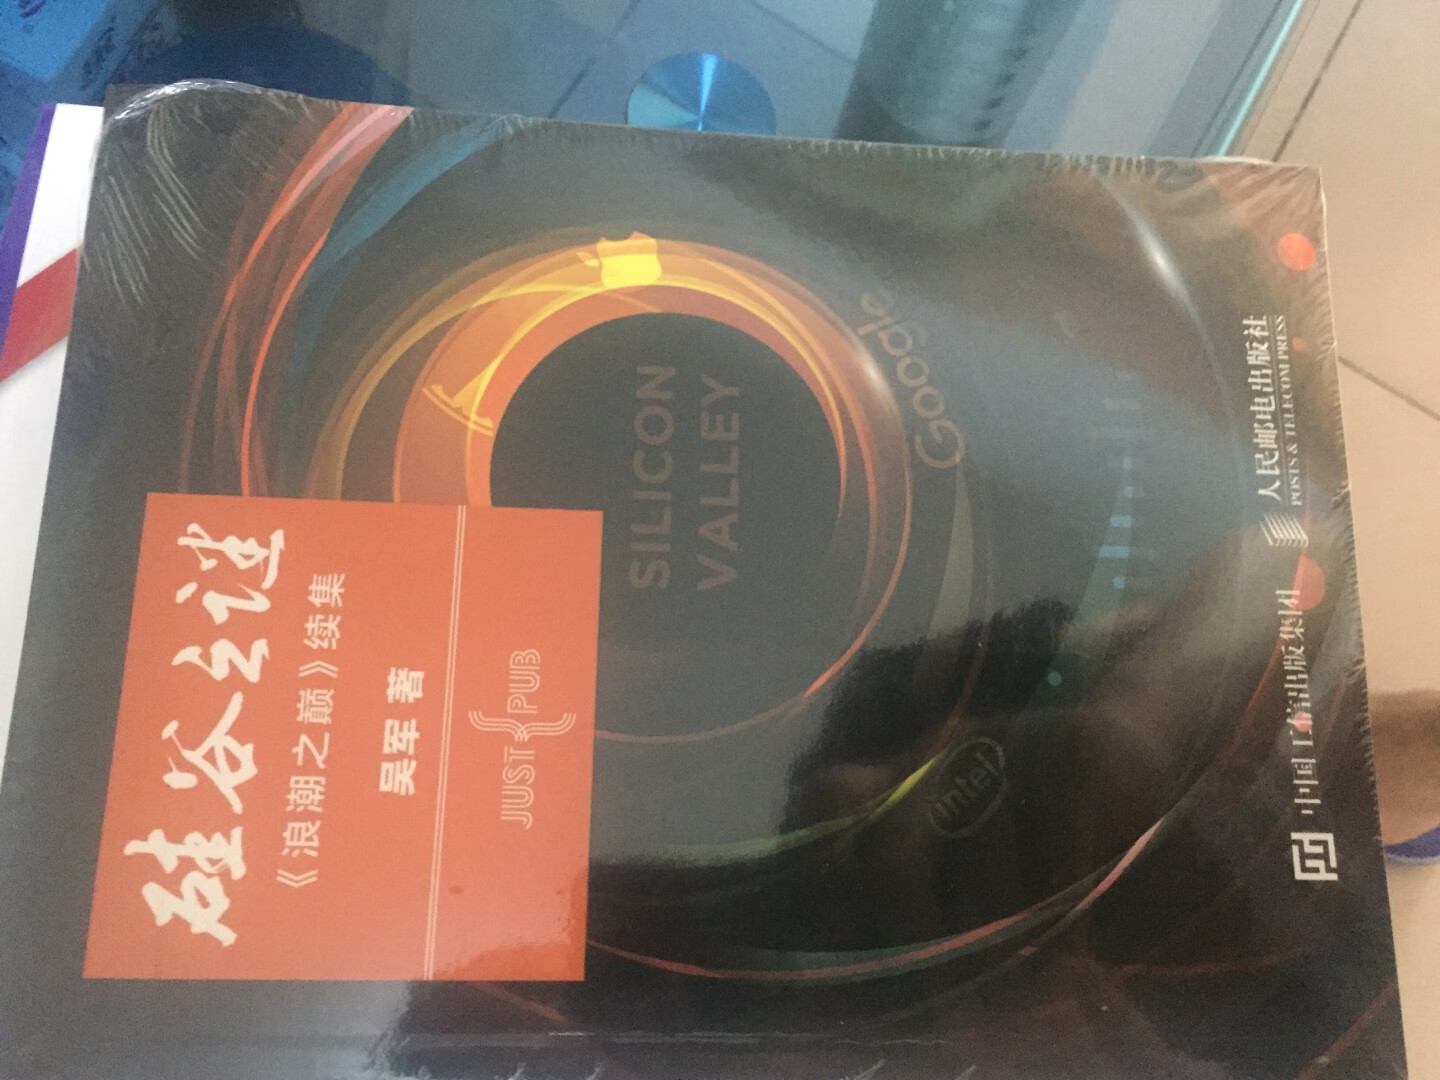 硅谷之谜
《浪潮之巅》续集
吴军 著
JUST PUB
SILICON
VALLEY
Google
intel
中国工信出版集团
人民邮电出版社
POSTS & TELECOM PRESS